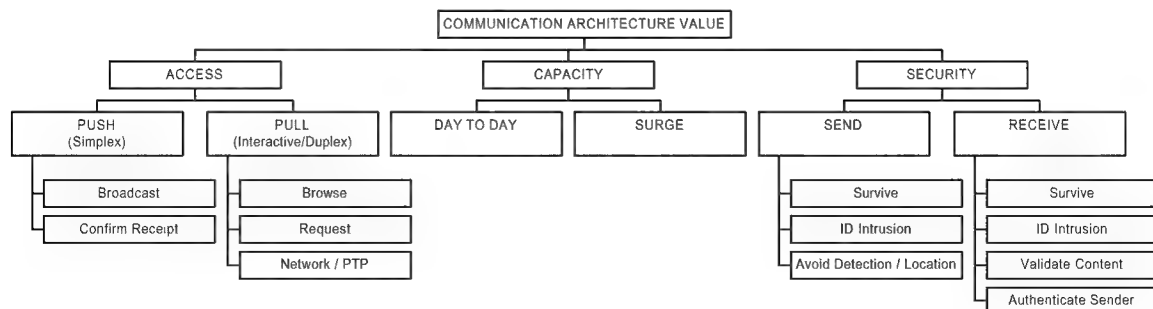 COMMUNICATION ARCHITECTURE VALUE
ACCESS
CAPACITY
SECURITY
PUSH
(Simplex)
PULL
(Interactive/Duplex)
DAY TO DAY
SURGE
SEND
RECEIVE
Broadcast
Confirm Receipt
Browse
Request
Network / PTP
Survive
ID Intrusion
Avoid Detection / Location
Survive
ID Intrusion
Validate Content
Authenticate Sender